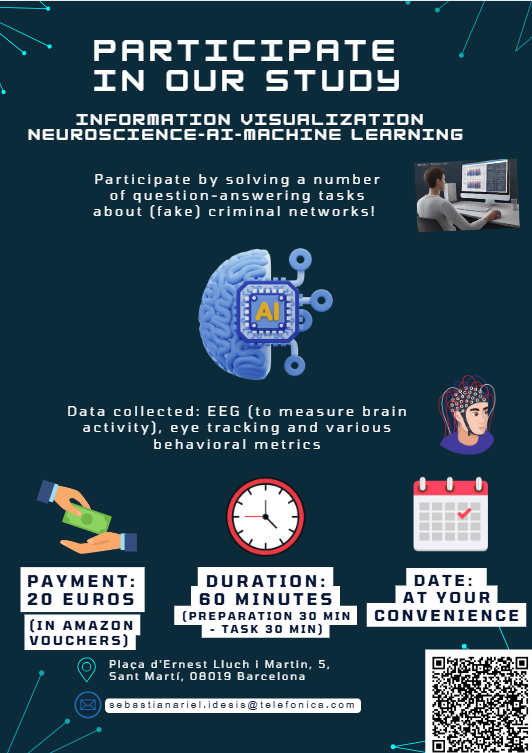 PARTICIPATE
IN OUR STUDY
INFORMATION VISUALIZATION
NEUROSCIENCE-AI-MACHINE LEARNING
Participate by solving a number
of question-answering tasks
about (fake) criminal networks!
AI
Data collected: EEG (to measure brain
activity), eye tracking and various
behavioral metrics
PAYMENT:
20 EUROS
(IN AMAZON
VOUCHERS)
DURATION:
60 MINUTES
(PREPARATION 30 MIN
- TASK 30 MIN)
DATE:
AT YOUR
CONVENIENCE
Plaça d'Ernest Lluch i Martin, 5,
Sant Martí, 08019 Barcelona
sebastianariel.idesis@telefonica.com